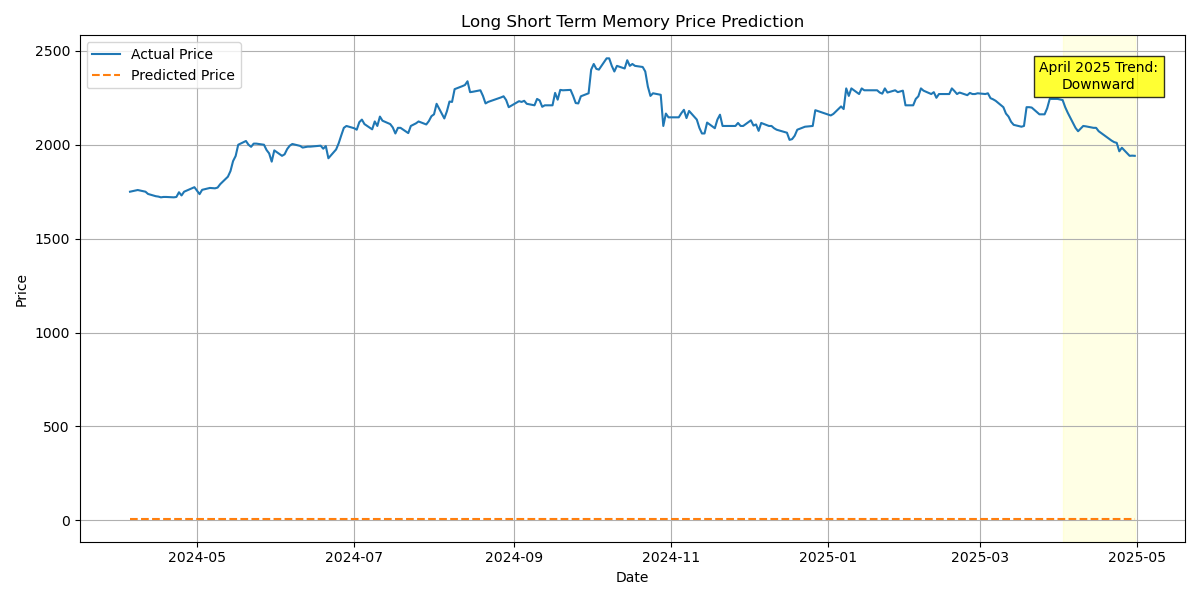 Long Short Term Memory Price Prediction
Actual Price
Predicted Price
April 2025 Trend:
Downward
2500
2000
1500
1000
500
0
Price
2024-05
2024-07
2024-09
2024-11
2025-01
2025-03
2025-05
Date